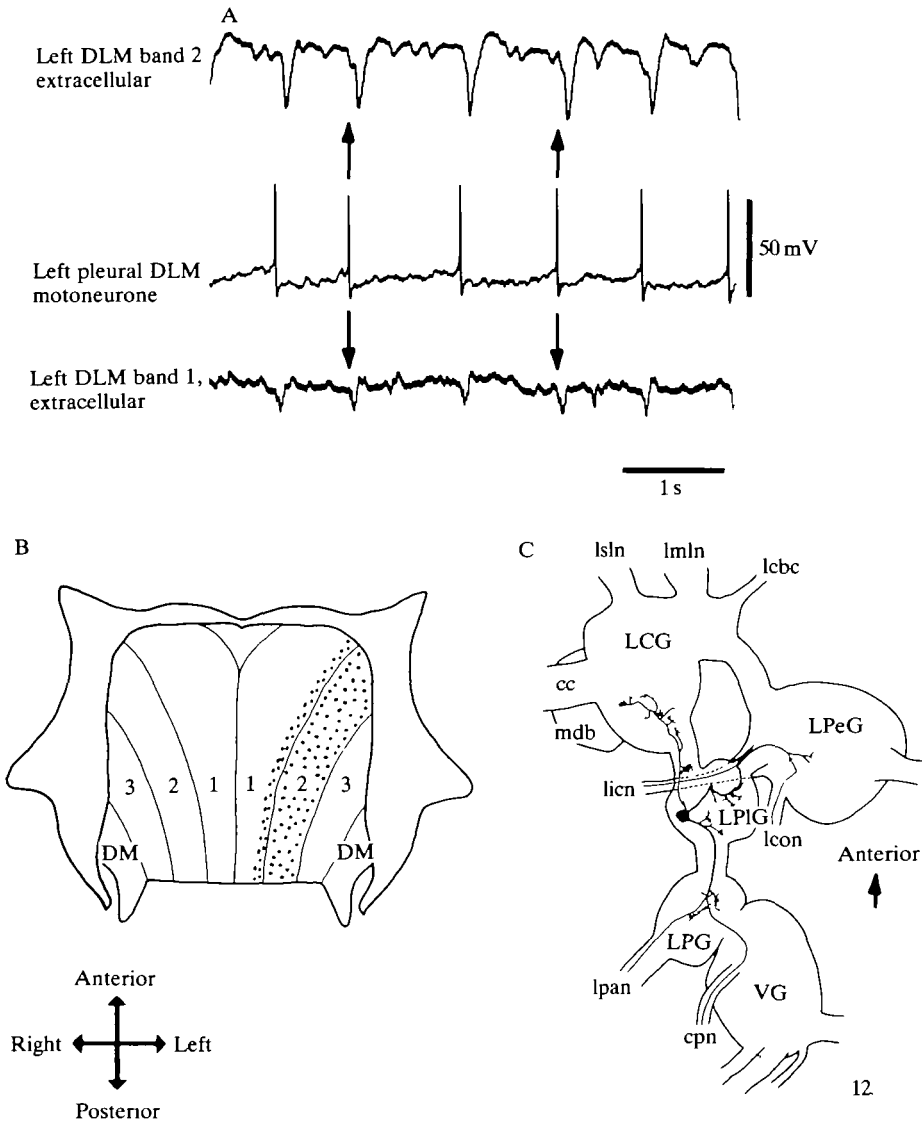 A
Left DLM band 2
extracellular
50 mV
Left pleural DLM
motoneurone
Left DLM band 1,
extracellular
1 s
B
C
lsln
lmln
lcbc
LCG
cc
LPeG
mdb
licn
LPlG
lcon
3
2
1
1
2
3
DM
DM
Anterior
LPG
lpan
VG
cpn
Anterior
Right
Left
Posterior
12